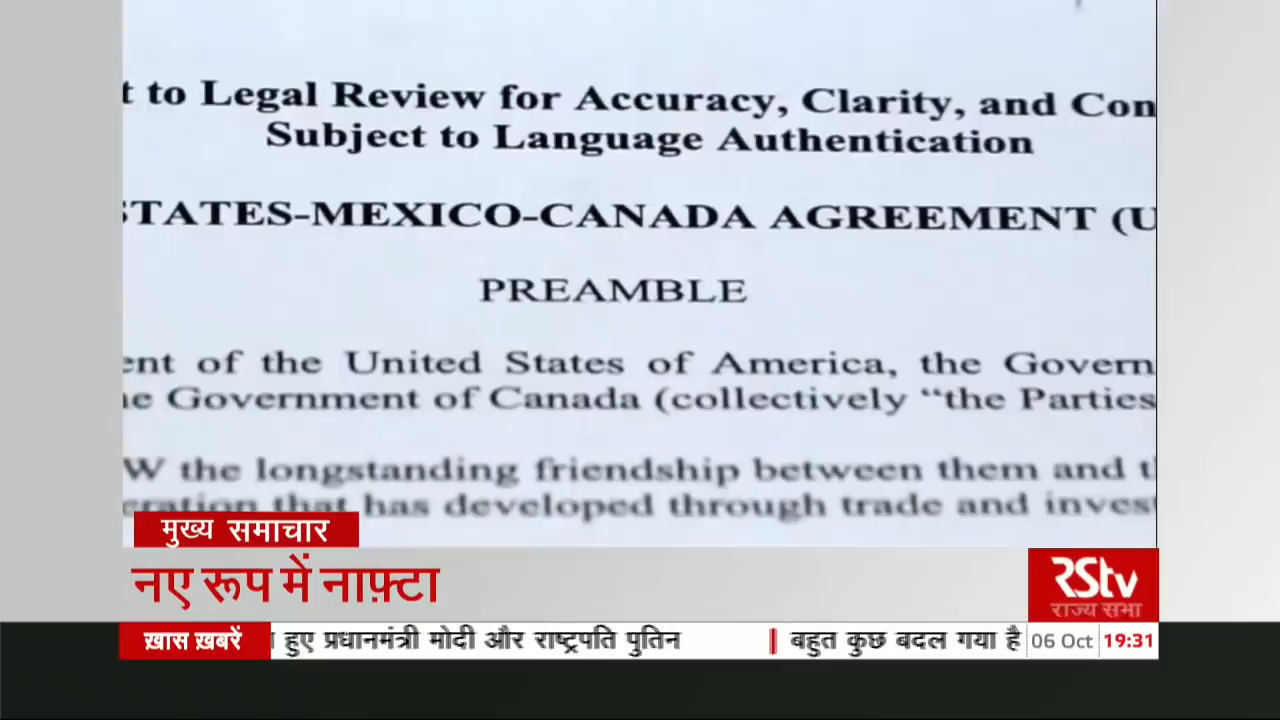 to Legal Review for Accuracy, Clarity, and Con
Subject to Language Authentication
STATES-MEXICO-CANADA AGREEMENT (U
PREAMBLE
ent of the United States of America, the Govern
e Government of Canada (collectively “the Parties
W the longstanding friendship between them and t
eration that has developed through trade and invest
मुख्य समाचार
नए रूप में नाफ़्टा
RStv
राज्य सभा
ख़ास ख़बरें हुए प्रधानमंत्री मोदी और राष्ट्रपति पुतिन | बहुत कुछ बदल गया है 06 Oct 19:31